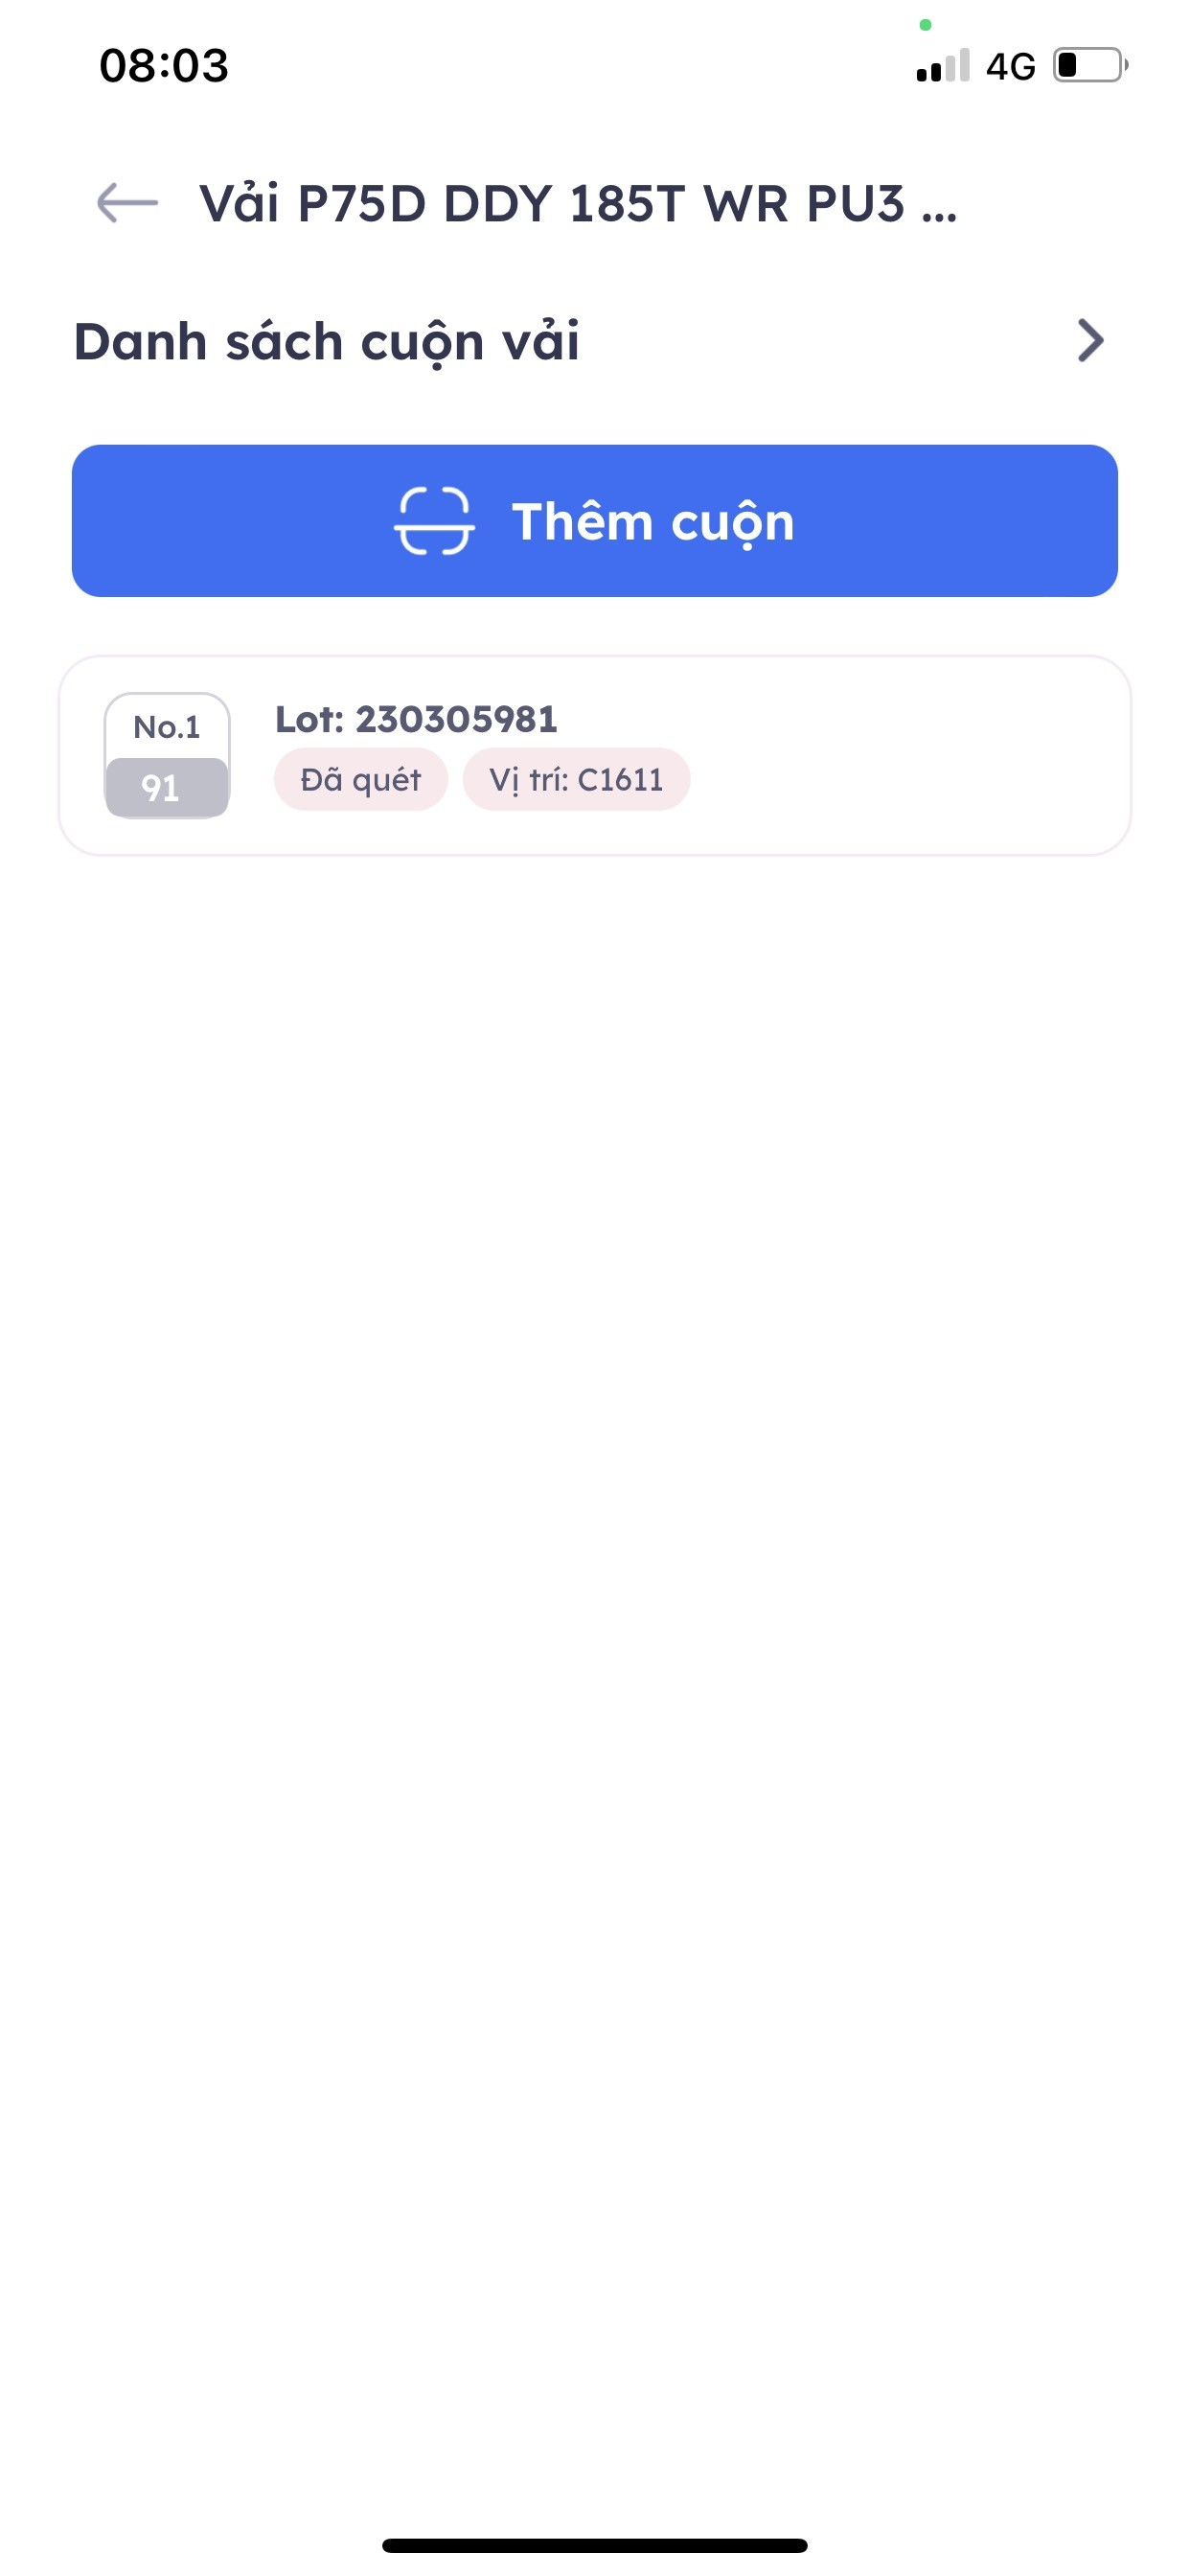 08:03
4G
Vải P75D DDY 185T WR PU3 ...
Danh sách cuộn vải
Thêm cuộn
No.1
91
Lot: 230305981
Đã quét
Vị trí: C1611